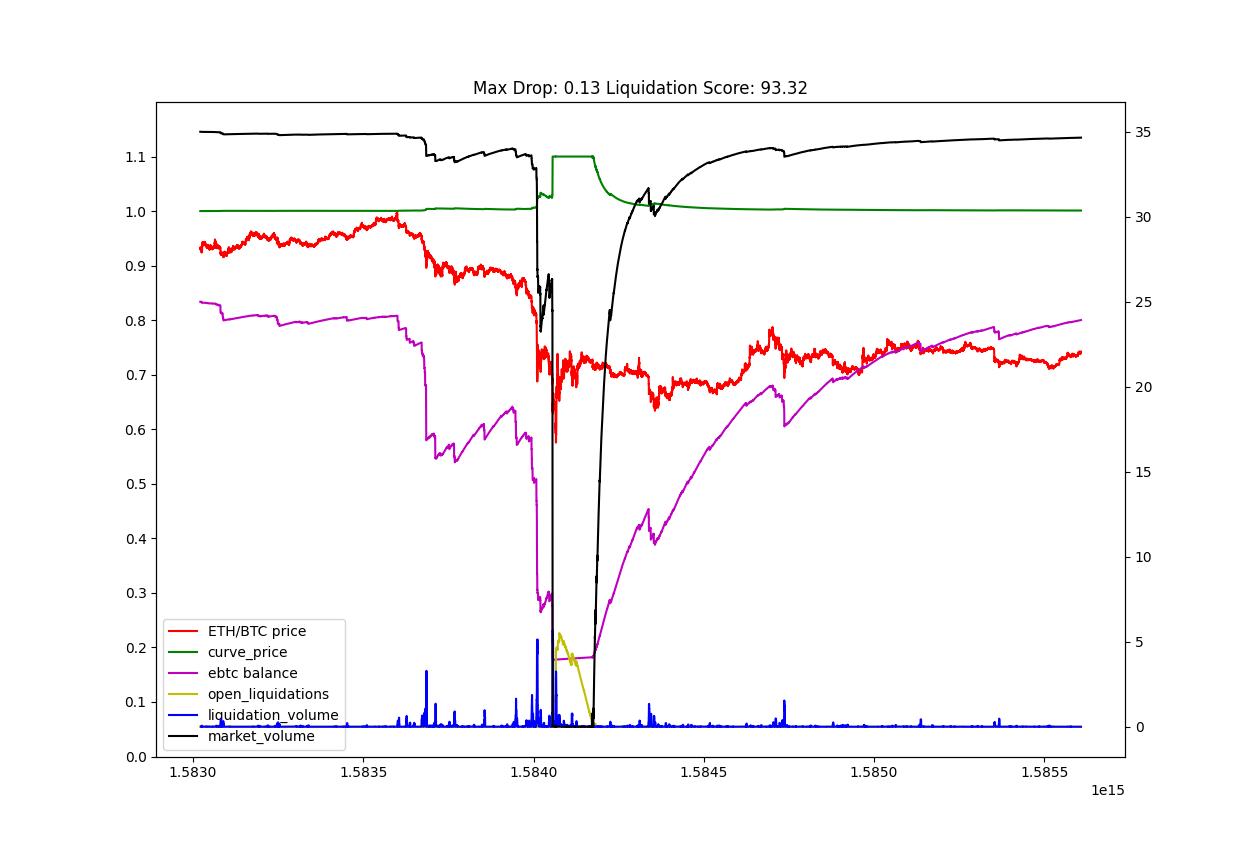 Max Drop: 0.13 Liquidation Score: 93.32
1.1
1.0
0.9
0.8
0.7
0.6
0.5
0.4
0.3
0.2
0.1
0.0
35
30
25
20
15
10
5
0
ETH/BTC price
curve_price
ebtc balance
open_liquidations
liquidation_volume
market_volume
1.5830 1.5835 1.5840 1.5845 1.5850 1.5855
1e15